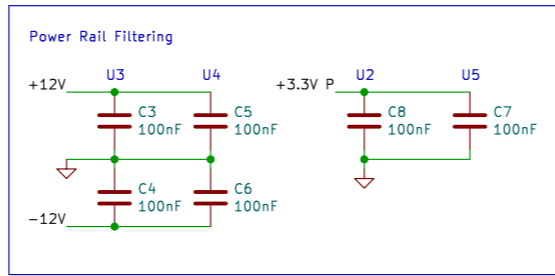 Power Rail Filtering
U3
U4
+12V
C3
100nF
C5
100nF
C4
100nF
C6
100nF
-12V
U2
U5
+3.3V P
C8
100nF
C7
100nF